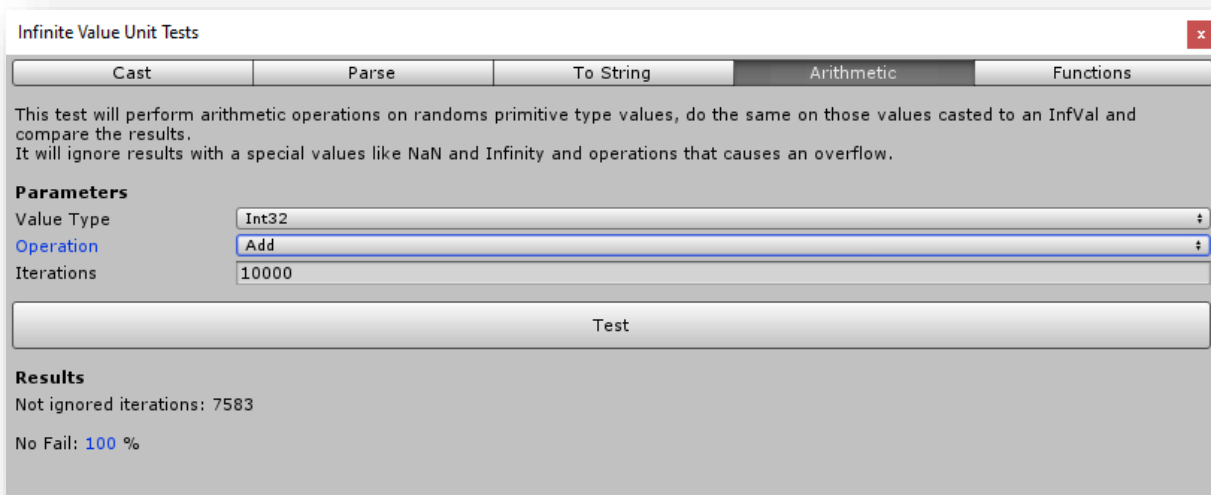 Infinite Value Unit Tests
x
Cast Parse To String Arithmetic Functions
This test will perform arithmetic operations on randoms primitive type values, do the same on those values casted to an InfVal and
compare the results.
It will ignore results with a special values like NaN and Infinity and operations that causes an overflow.
Parameters
Value Type Int32
Operation Add
Iterations 10000
Test
Results
Not ignored iterations: 7583
No Fail: 100 %